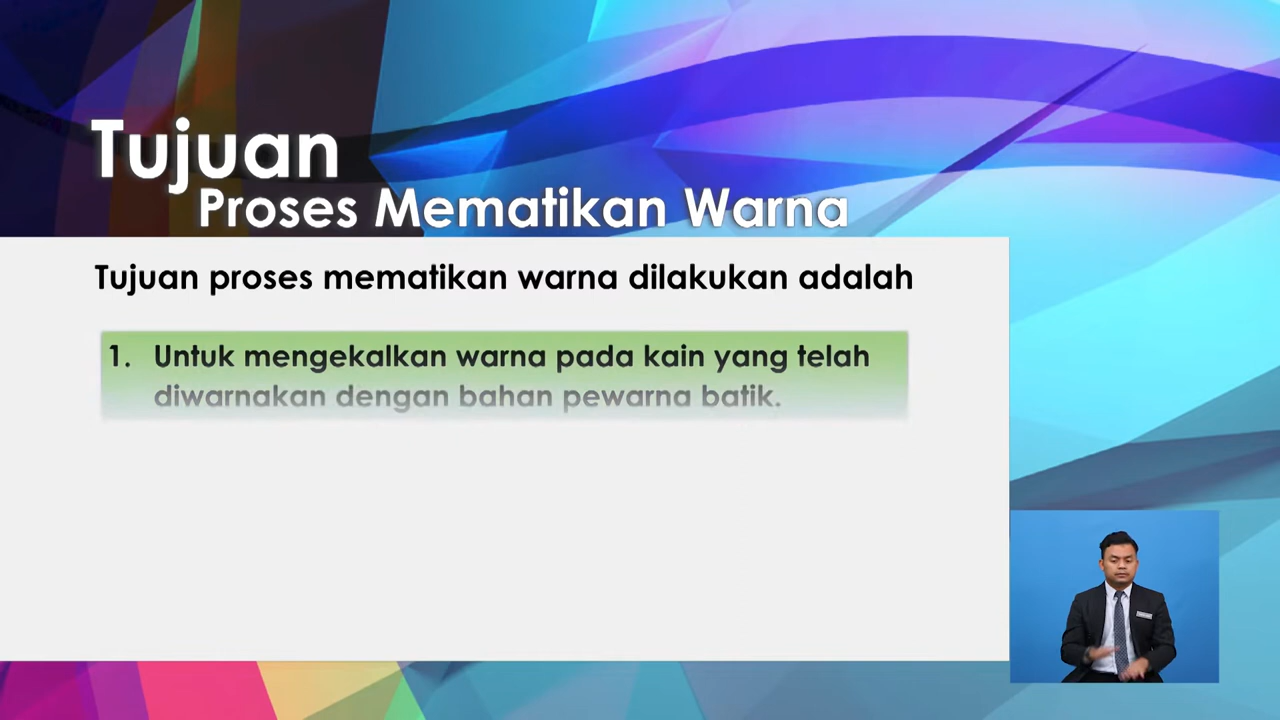 Tujuan
Proses Mematikan Warna
Tujuan proses mematikan warna dilakukan adalah
1. Untuk mengekalkan warna pada kain yang telah
diwarnakan dengan bahan pewarna batik.